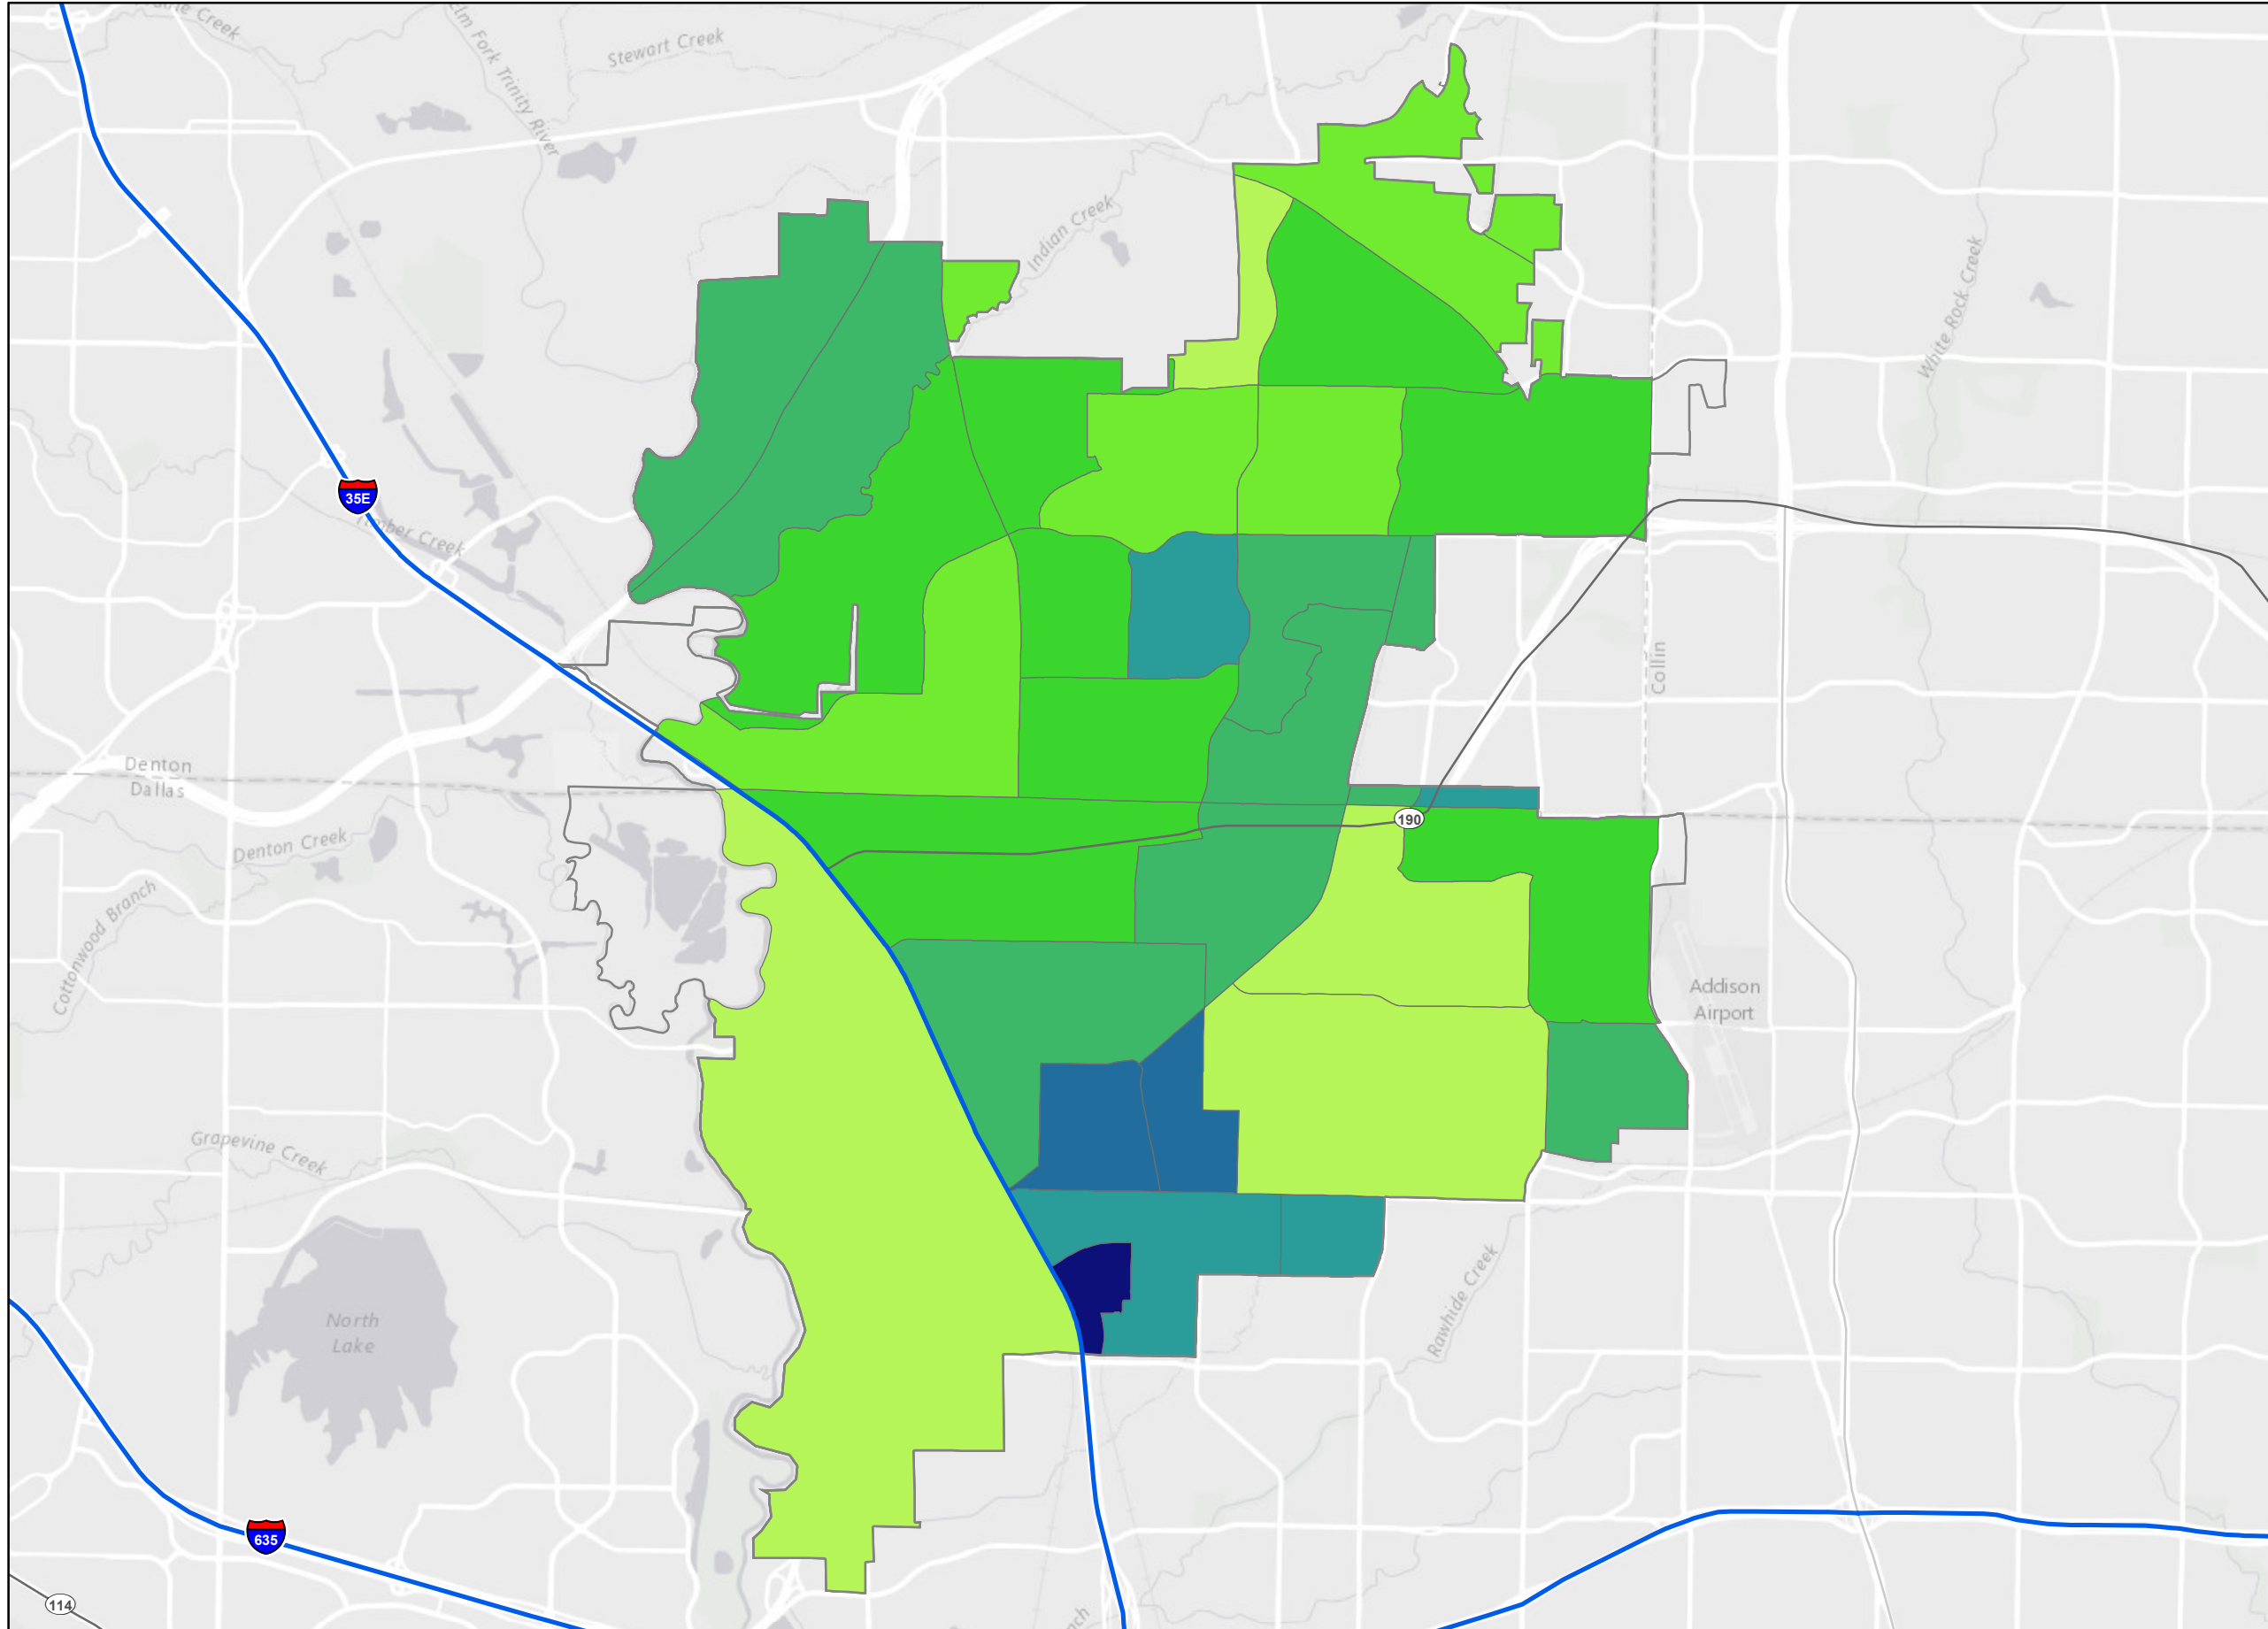 Stewart Creek
Elm Fork Trinity River
Indian Creek
White Rock Creek
35E
Timber Creek
Collin
Denton
Dallas
190
Denton Creek
Cottonwood Branch
Addison
Airport
Grapevine Creek
North
Lake
Rawhide Creek
635
114